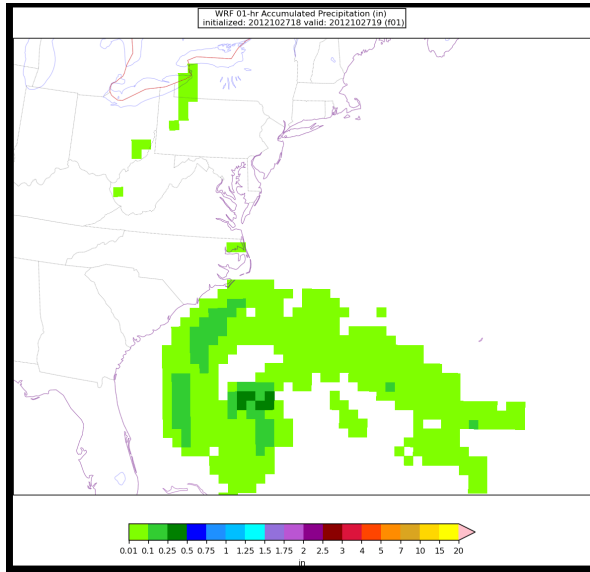 WRF 01-hr Accumulated Precipitation (in)
initialized: 2012102718 valid: 2012102719 (f01)
0.01 0.1 0.25 0.5 0.75 1 1.25 1.5 1.75 2 2.5 3 4 5 7 10 15 20
in